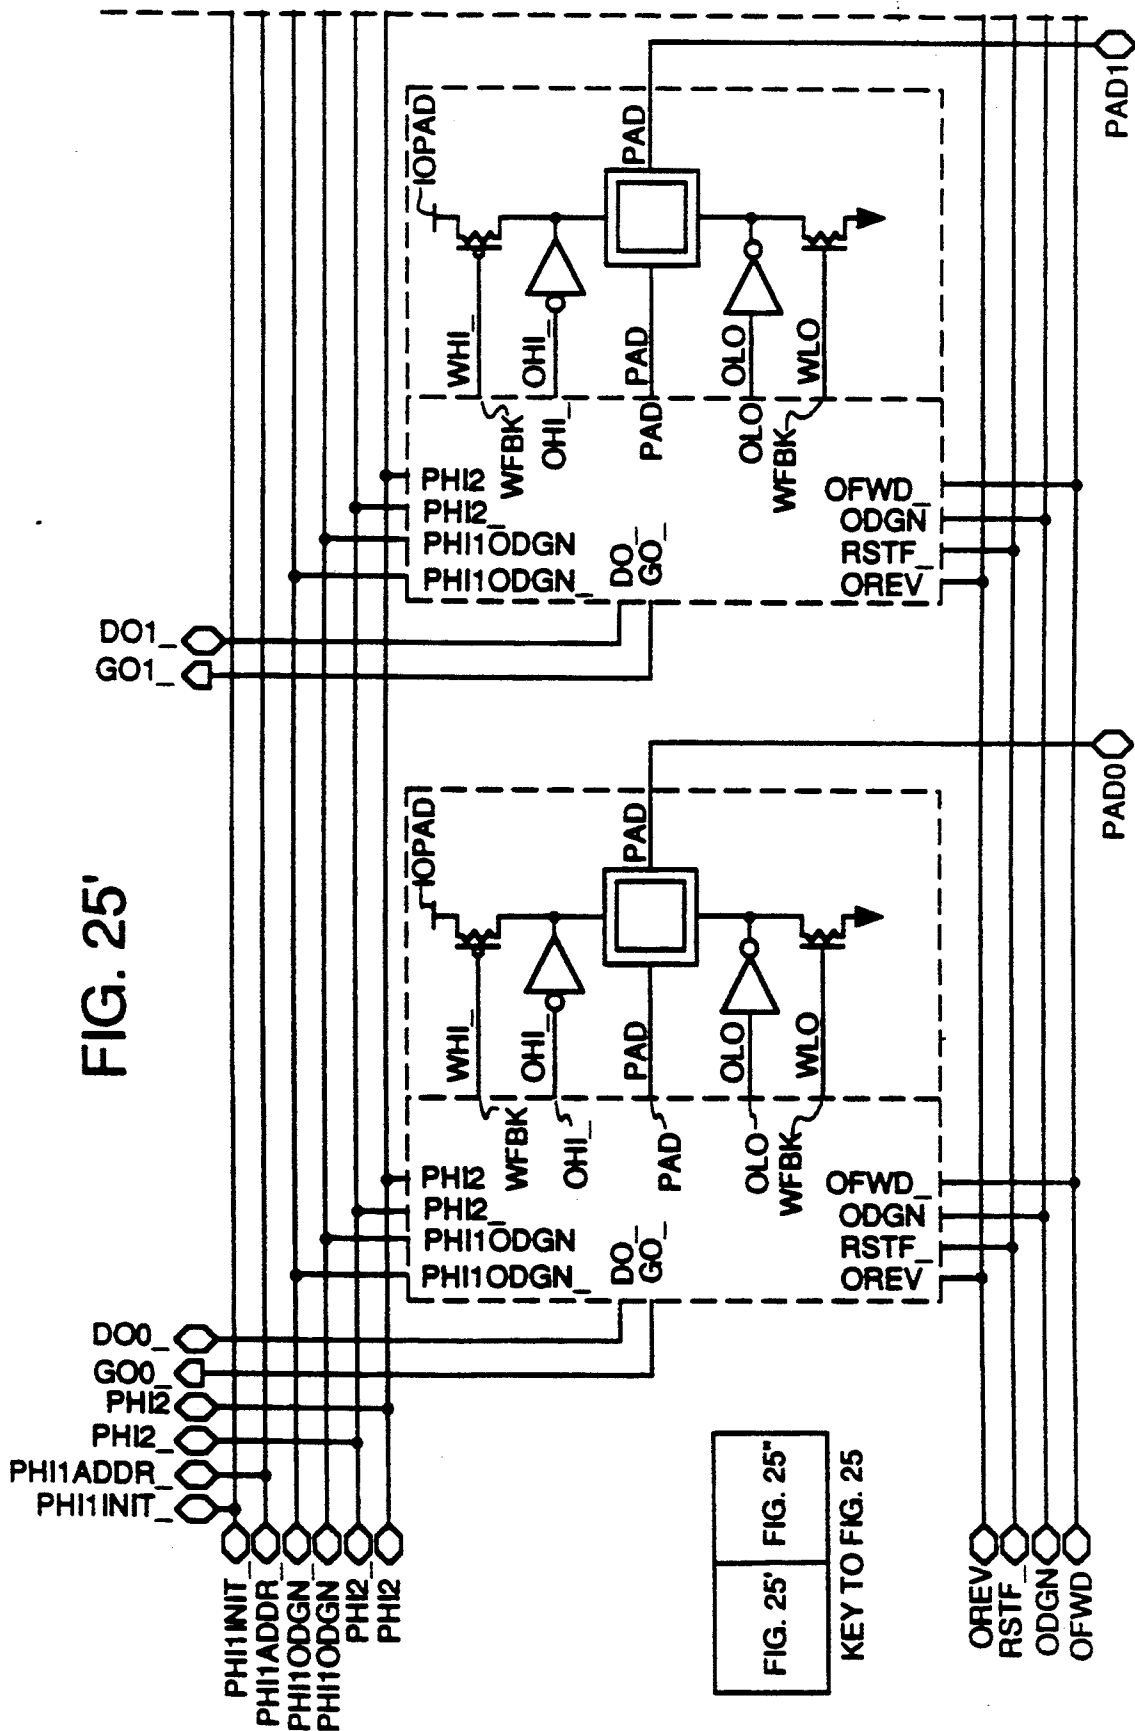 FIG. 25'
PHI1INIT_
PHI1ADDR_
PHI1ODGN_
PHI1ODGN
PHI2_
PHI2
PHI1INIT_
PHI1ADDR_
PHI2_
PHI2
GO0_
DO0_
GO1_
DO1_
PHI1ODGN_
PHI1ODGN
PHI2_
PHI2
DO_
GO_
WFBK
OHI_
PAD
OLO
WFBK
WHI_
OHI_
PAD
OLO
WLO
IOPAD
PAD
OREV
RSTF_
ODGN
OFWD_
PAD0
PHI1ODGN_
PHI1ODGN
PHI2_
PHI2
DO_
GO_
WFBK
OHI_
PAD
OLO
WFBK
WHI_
OHI_
PAD
OLO
WLO
IOPAD
PAD
OREV
RSTF_
ODGN
OFWD_
PAD1
OREV
RSTF_
ODGN
OFWD
FIG. 25' FIG. 25"
KEY TO FIG. 25